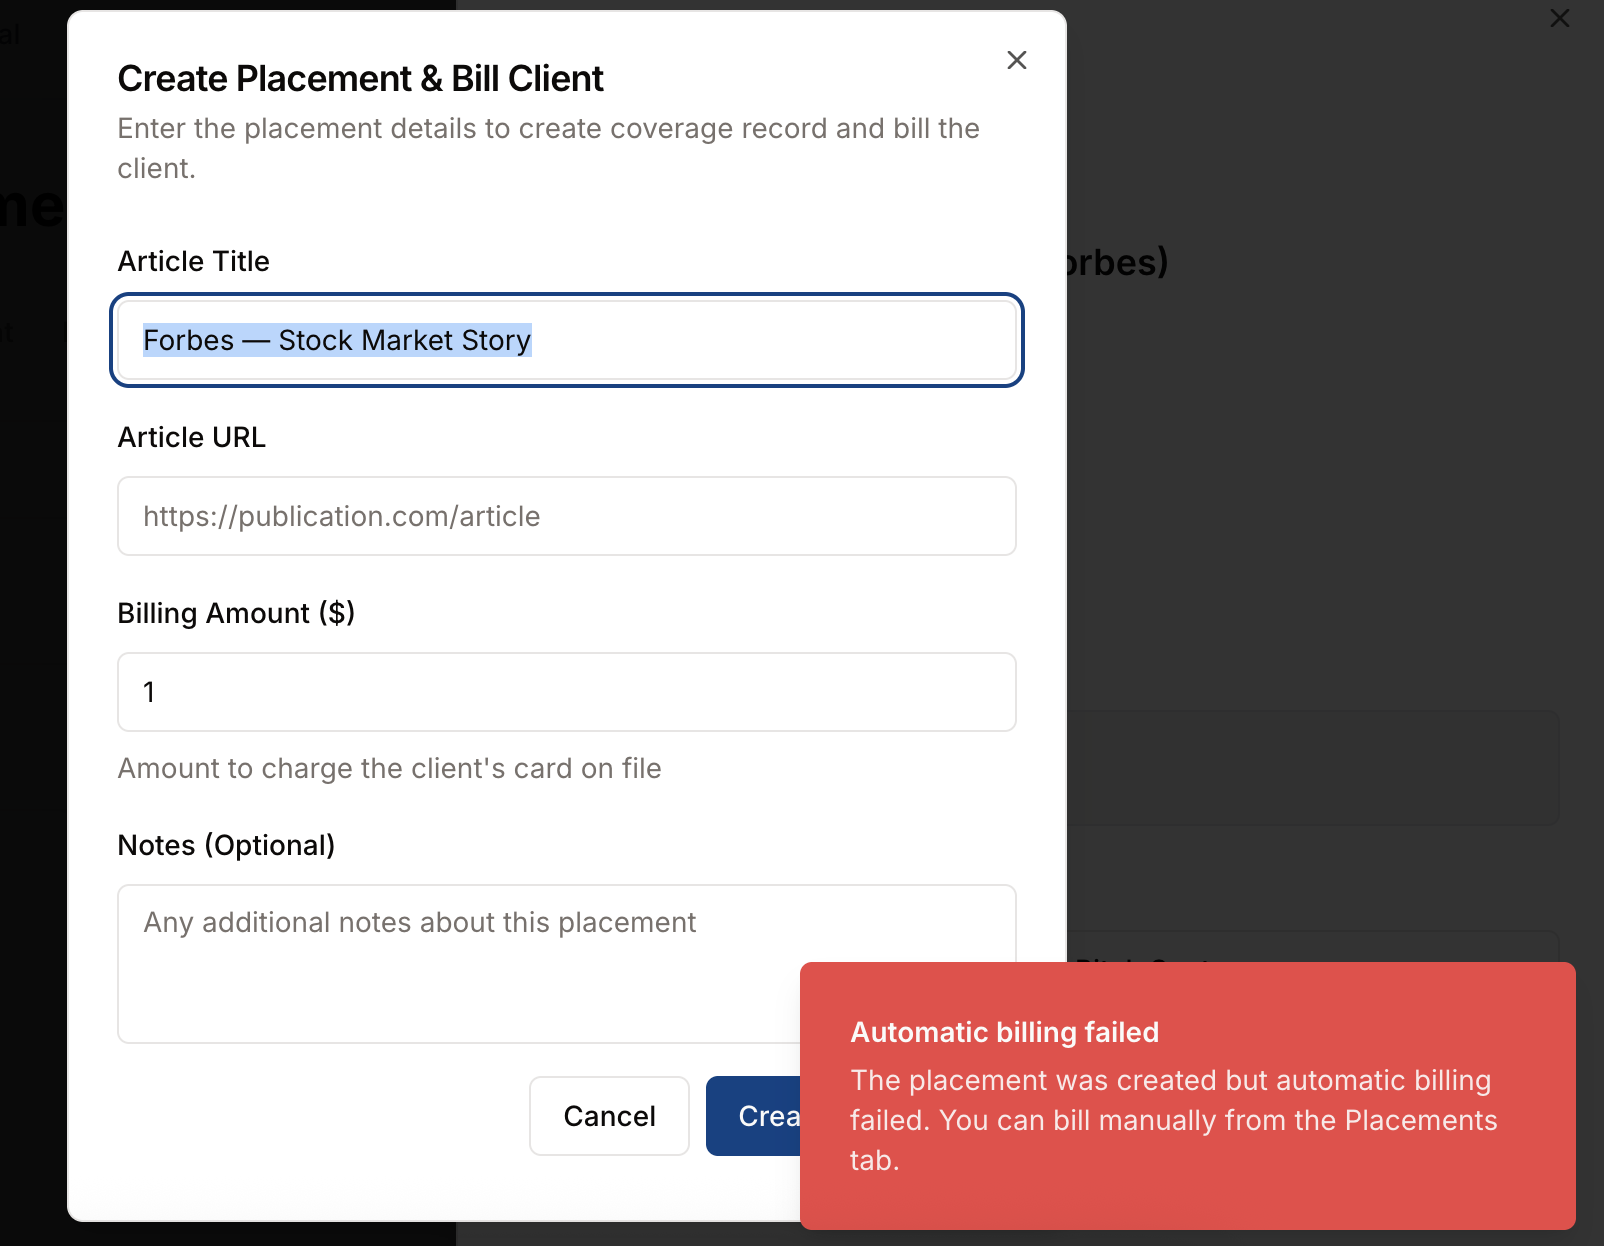 Create Placement & Bill Client
Enter the placement details to create coverage record and bill the
client.
Article Title
Forbes — Stock Market Story
Article URL
https://publication.com/article
Billing Amount ($)
1
Amount to charge the client's card on file
Notes (Optional)
Any additional notes about this placement
Cancel
Crea
Automatic billing failed
The placement was created but automatic billing
failed. You can bill manually from the Placements
tab.
al
me
orbes)